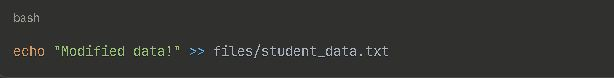 bash
echo "Modified data!" >> files/student_data.txt